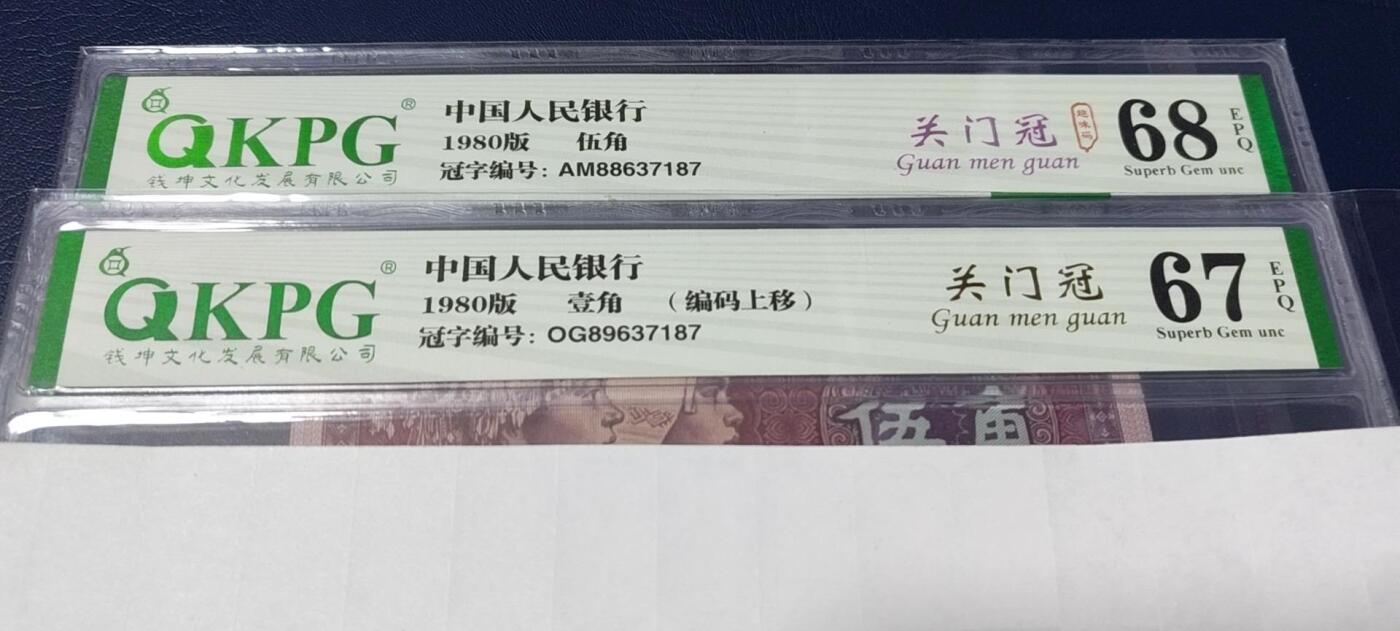 QKPG®
钱坤文化发展有限公司
中国人民银行
1980版 伍角
冠字编号: AM88637187
关门冠
Guan men guan
趣味码
68
EPQ
Superb Gem unc
QKPG®
钱坤文化发展有限公司
中国人民银行
1980版 壹角 (编码上移)
冠字编号: OG89637187
关门冠
Guan men guan
67
EPQ
Superb Gem unc
伍角